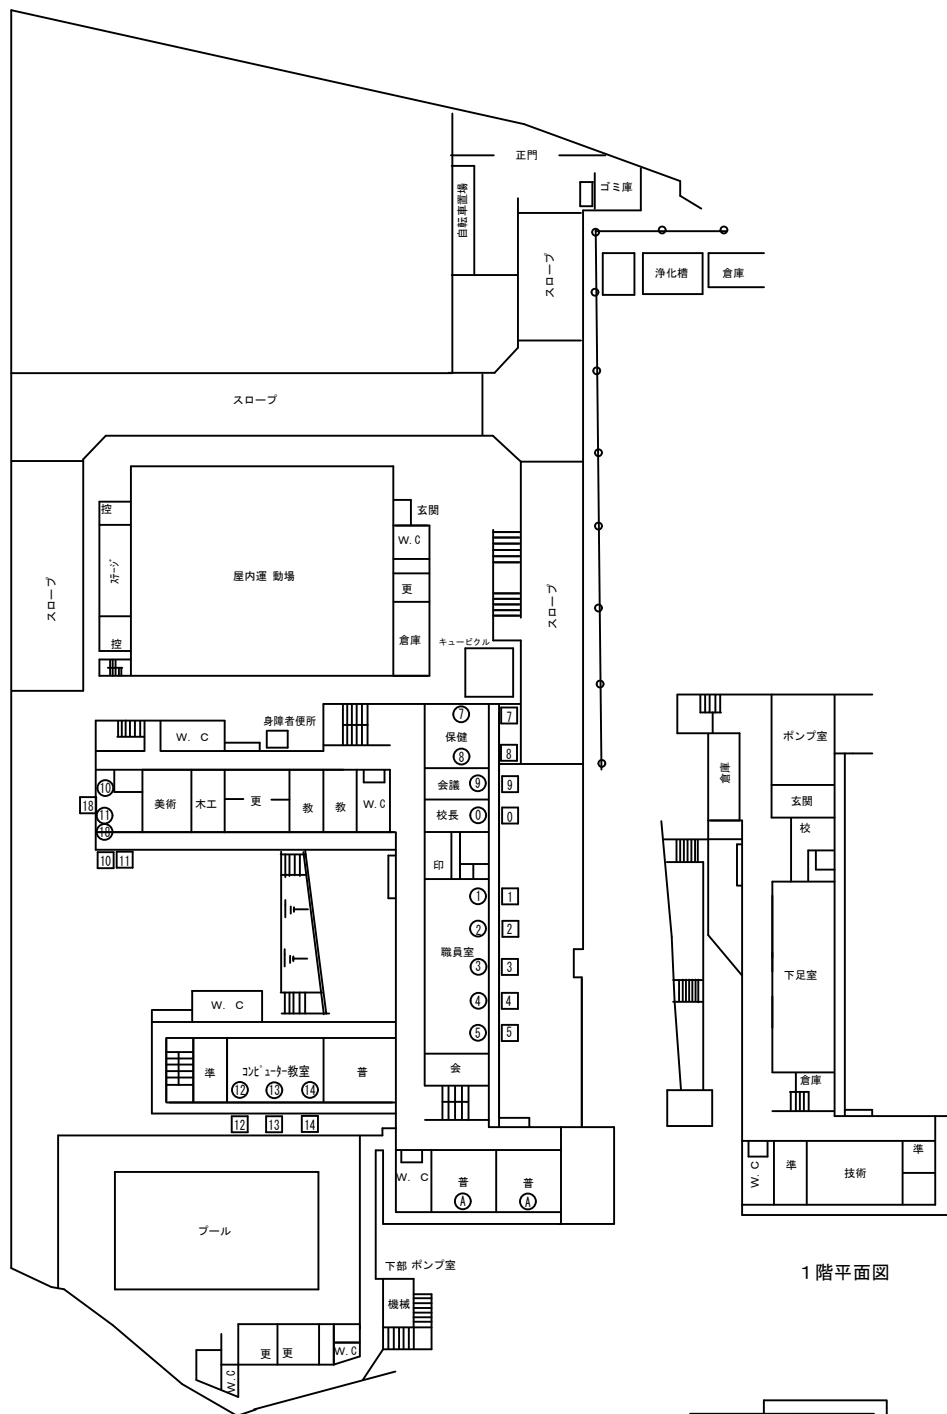 正門
ゴミ庫
自転車置場
スロープ
浄化槽
倉庫
スロープ
控
玄関
W.C
ステージ
屋内運 動場
更
スロープ
スロープ
控
倉庫
キュービクル
身障者便所
W. C
⑦
7
保健
⑧
8
ポンプ室
倉庫
会議
⑨
9
玄関
⑩
18
⑪
⑱
美術
木工
更
教
教
W.C
校長
⓪
0
校
10
11
印
①
1
②
2
職員室
③
3
下足室
④
4
W. C
⑤
5
準
コンピューター教室
普
会
倉庫
⑫
⑬
⑭
12
13
14
W. C
普
普
Ⓐ
Ⓐ
W.C
準
技術
準
プール
下部 ポンプ室
1階平面図
機械
更
更
W.C
W.C